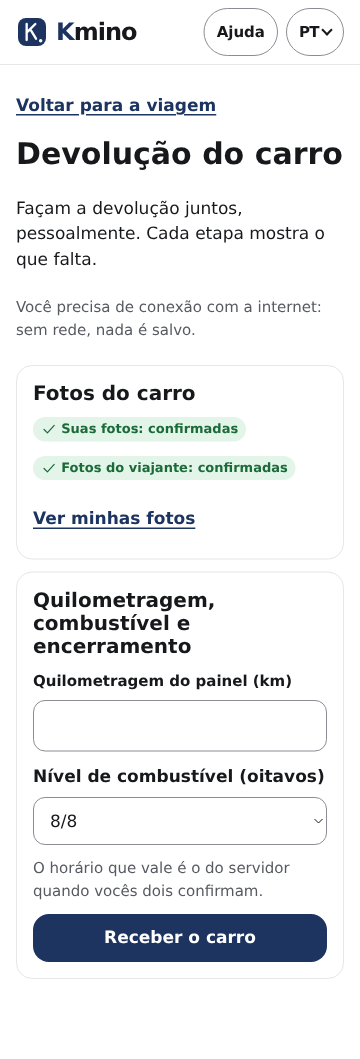 K. Kmino
Ajuda
PT
Voltar para a viagem
Devolução do carro
Façam a devolução juntos,
pessoalmente. Cada etapa mostra o
que falta.
Você precisa de conexão com a internet:
sem rede, nada é salvo.
Fotos do carro
✓ Suas fotos: confirmadas
✓ Fotos do viajante: confirmadas
Ver minhas fotos
Quilometragem,
combustível e
encerramento
Quilometragem do painel (km)
Nível de combustível (oitavos)
8/8
O horário que vale é o do servidor
quando vocês dois confirmam.
Receber o carro